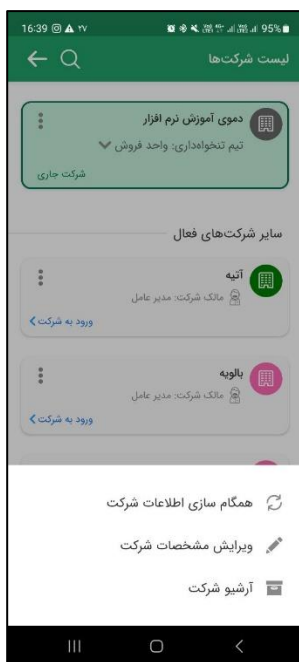 16:39 ۲۷ 95%
لیست شرکت‌ها
دموی آموزش نرم افزار
تیم تنخواه‌داری: واحد فروش
شرکت جاری
سایر شرکت‌های فعال
آتیه
مالک شرکت: مدیر عامل
ورود به شرکت
بالویه
مالک شرکت: مدیر عامل
ورود به شرکت
همگام سازی اطلاعات شرکت
ویرایش مشخصات شرکت
آرشیو شرکت